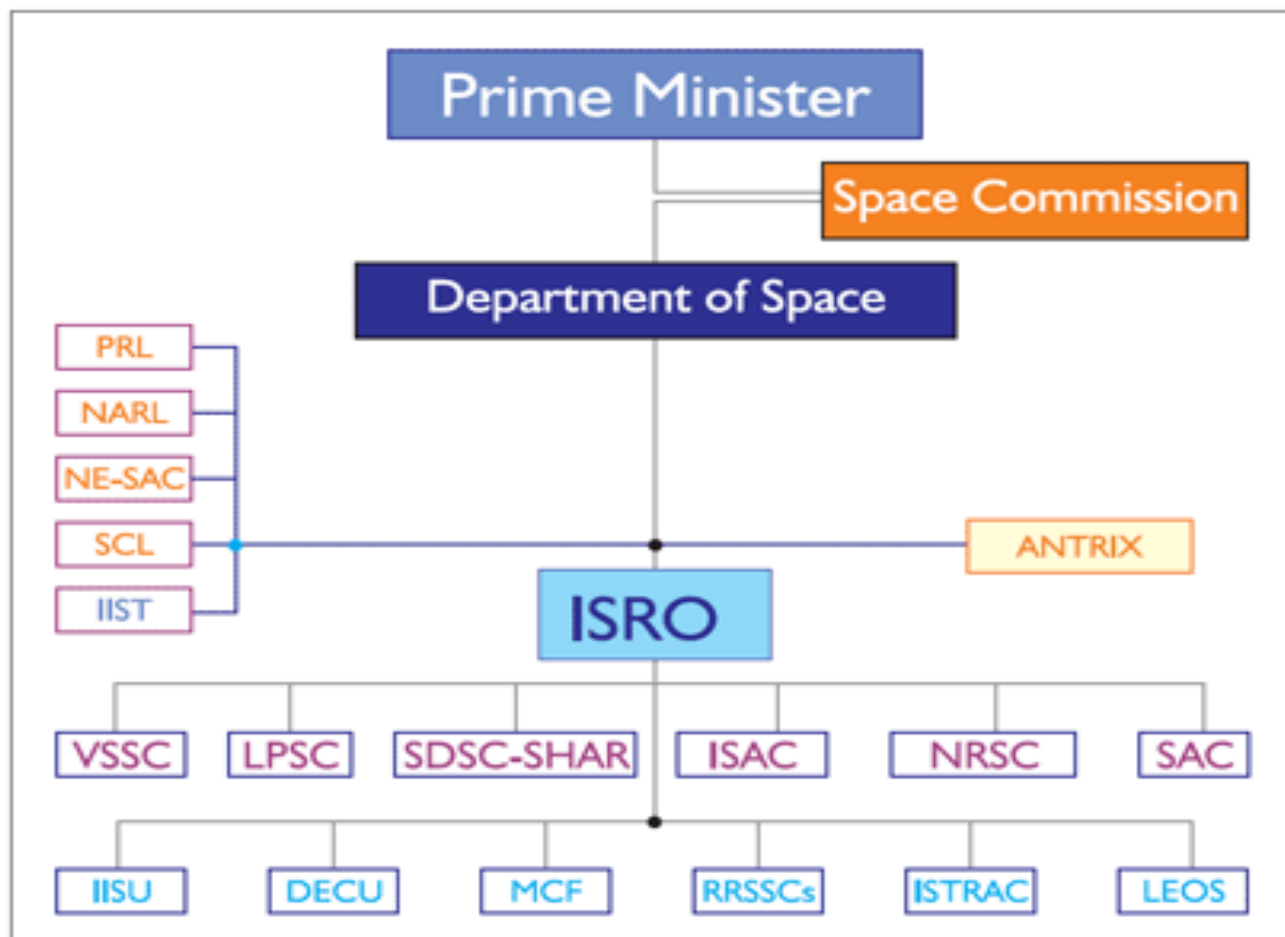 Prime Minister
Space Commission
Department of Space
PRL
NARL
NE-SAC
SCL
ANTRIX
IIST
ISRO
VSSC
LPSC
SDSC-SHAR
ISAC
NRSC
SAC
IISU
DECU
MCF
RRSSCs
ISTRAC
LEOS